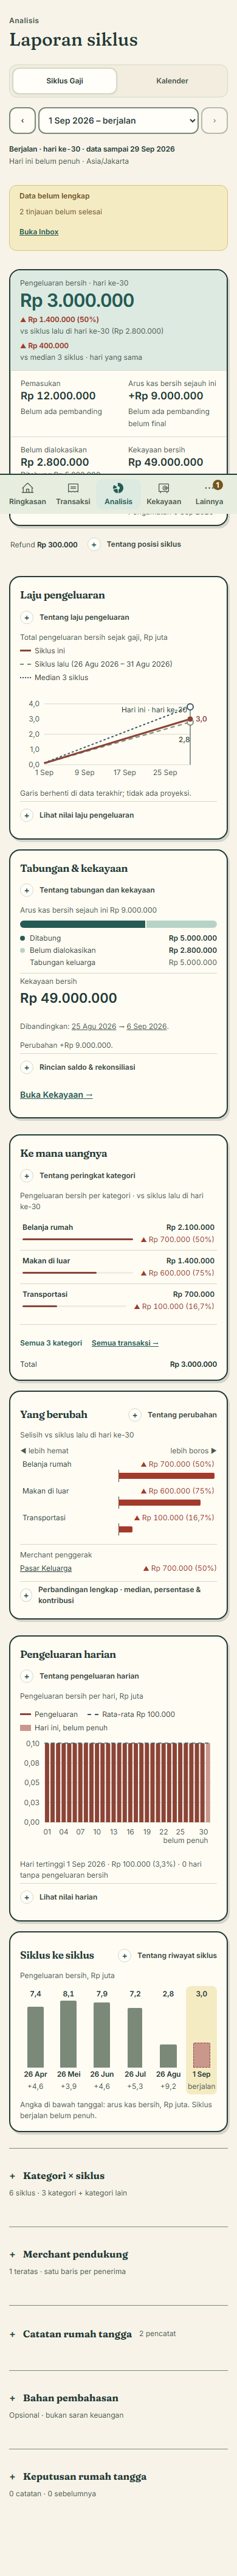 Analisis
Laporan siklus
Siklus Gaji
Kalender
‹
1 Sep 2026 – berjalan
›
Berjalan · hari ke-30 · data sampai 29 Sep 2026
Hari ini belum penuh · Asia/Jakarta
Data belum lengkap
2 tinjauan belum selesai
Buka Inbox
Pengeluaran bersih · hari ke-30
Rp 3.000.000
▲ Rp 1.400.000 (50%)
vs siklus lalu di hari ke-30 (Rp 2.800.000)
▲ Rp 400.000
vs median 3 siklus · hari yang sama
Pemasukan
Rp 12.000.000
Belum ada pembanding
Arus kas bersih sejauh ini
+Rp 9.000.000
Belum ada pembanding
belum final
Belum dialokasikan
Rp 2.800.000
Kekayaan bersih
Rp 49.000.000
Ringkasan
Transaksi
Analisis
Kekayaan
1
Lainnya
Refund Rp 300.000
+ Tentang posisi siklus
Laju pengeluaran
+ Tentang laju pengeluaran
Total pengeluaran bersih sejak gaji, Rp juta
Siklus ini
Siklus lalu (26 Agu 2026 – 31 Agu 2026)
Median 3 siklus
4,0
3,0
2,0
1,0
0,0
Hari ini · hari ke-30
3,0
2,8
1 Sep
9 Sep
17 Sep
25 Sep
Garis berhenti di data terakhir; tidak ada proyeksi.
+ Lihat nilai laju pengeluaran
Tabungan & kekayaan
+ Tentang tabungan dan kekayaan
Arus kas bersih sejauh ini Rp 9.000.000
Ditabung Rp 5.000.000
Belum dialokasikan Rp 2.800.000
Tabungan keluarga Rp 5.000.000
Kekayaan bersih
Rp 49.000.000
Dibandingkan: 25 Agu 2026 → 6 Sep 2026.
Perubahan +Rp 9.000.000.
+ Rincian saldo & rekonsiliasi
Buka Kekayaan →
Ke mana uangnya
+ Tentang peringkat kategori
Pengeluaran bersih per kategori · vs siklus lalu di hari
ke-30
Belanja rumah Rp 2.100.000
▲ Rp 700.000 (50%)
Makan di luar Rp 1.400.000
▲ Rp 600.000 (75%)
Transportasi Rp 700.000
▲ Rp 100.000 (16,7%)
Semua 3 kategori Semua transaksi →
Total Rp 3.000.000
Yang berubah
+ Tentang perubahan
Selisih vs siklus lalu di hari ke-30
◀ lebih hemat lebih boros ▶
Belanja rumah ▲ Rp 700.000 (50%)
Makan di luar ▲ Rp 600.000 (75%)
Transportasi ▲ Rp 100.000 (16,7%)
Merchant penggerak
Pasar Keluarga ▲ Rp 700.000 (50%)
+ Perbandingan lengkap · median, persentase &
kontribusi
Pengeluaran harian
+ Tentang pengeluaran harian
Pengeluaran bersih per hari, Rp juta
Pengeluaran Rata-rata Rp 100.000
Hari ini, belum penuh
0,10
0,08
0,05
0,03
0,00
01 04 07 10 13 16 19 22 25 30
belum penuh
Hari tertinggi 1 Sep 2026 · Rp 100.000 (3,3%) · 0 hari
tanpa pengeluaran bersih
+ Lihat nilai harian
Siklus ke siklus
+ Tentang riwayat siklus
Pengeluaran bersih, Rp juta
7,4 8,1 7,9 7,2 2,8 3,0
26 Apr 26 Mei 26 Jun 26 Jul 26 Agu 1 Sep
+4,6 +3,9 +4,6 +5,3 +9,2 berjalan
Angka di bawah tanggal: arus kas bersih, Rp juta. Siklus
berjalan belum penuh.
+ Kategori × siklus
6 siklus · 3 kategori + kategori lain
+ Merchant pendukung
1 teratas · satu baris per penerima
+ Catatan rumah tangga 2 pencatat
+ Bahan pembahasan
Opsional · bukan saran keuangan
+ Keputusan rumah tangga
0 catatan · 0 sebelumnya